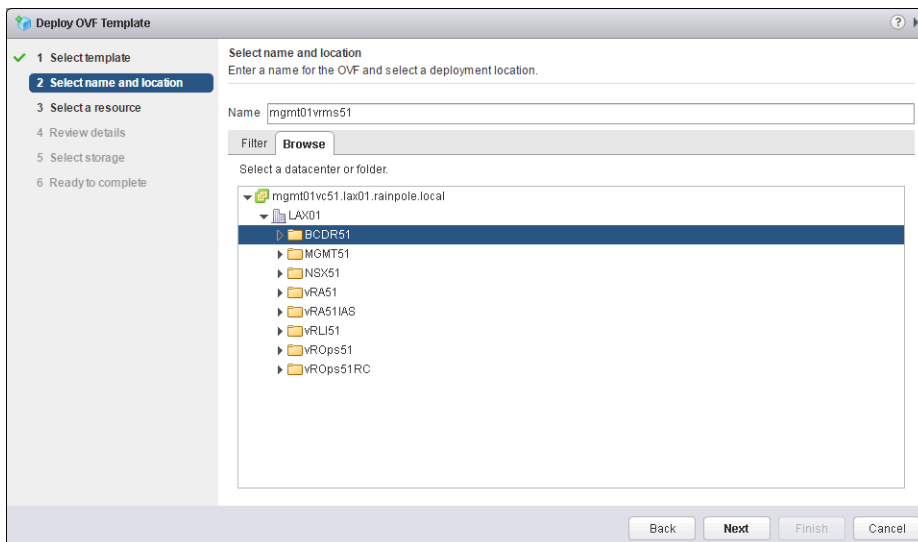 Deploy OVF Template
?
1 Select template
2 Select name and location
3 Select a resource
4 Review details
5 Select storage
6 Ready to complete
Select name and location
Enter a name for the OVF and select a deployment location.
Name mgmt01vrms51
Filter Browse
Select a datacenter or folder.
mgmt01vc51.lax01.rainpole.local
LAX01
BCDR51
MGMT51
NSX51
vRA51
vRA51IAS
vRLI51
vROps51
vROps51RC
Back Next Finish Cancel